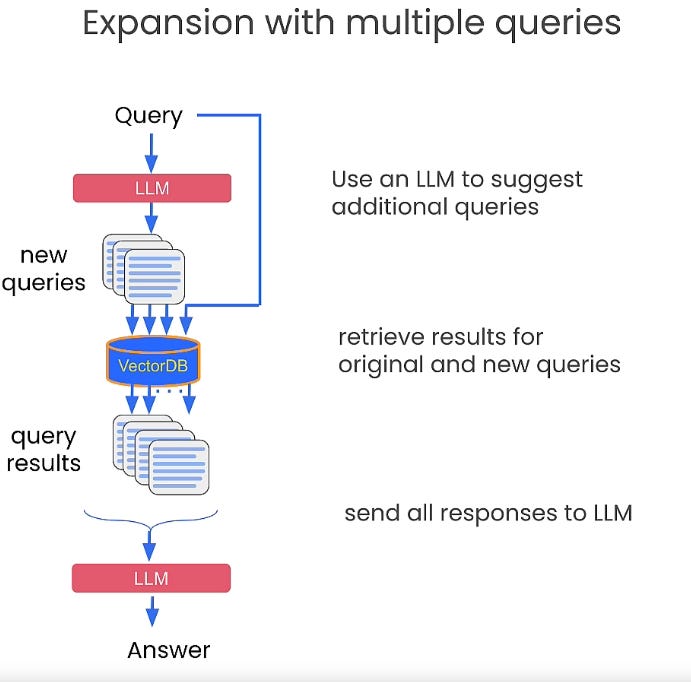 Expansion with multiple queries
Query
LLM
Use an LLM to suggest
additional queries
new
queries
VectorDB
retrieve results for
original and new queries
query
results
send all responses to LLM
LLM
Answer